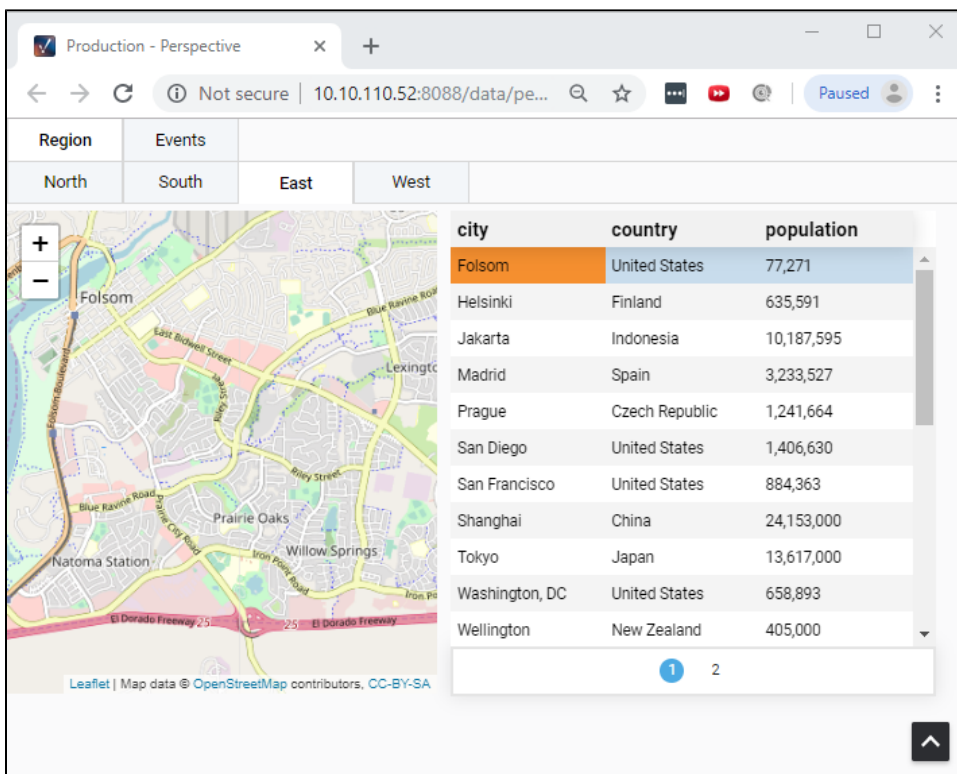 Production - Perspective
Not secure | 10.10.110.52:8088/data/pe... Paused
Region Events
North South East West
+
−
Folsom
Blue Ravine Roa
East Bidwell Street
Lexingto
Riley Street
Folsom Boulevard
Riley Street
Blue Ravine Road
Prairie Oaks
Prairie City Road
Willow Springs
Natoma Station
Iron Point Road
Iron Po
El Dorado Freeway 25
25 El Dorado Freeway
Leaflet | Map data © OpenStreetMap contributors, CC-BY-SA
city country population
Folsom United States 77,271
Helsinki Finland 635,591
Jakarta Indonesia 10,187,595
Madrid Spain 3,233,527
Prague Czech Republic 1,241,664
San Diego United States 1,406,630
San Francisco United States 884,363
Shanghai China 24,153,000
Tokyo Japan 13,617,000
Washington, DC United States 658,893
Wellington New Zealand 405,000
1 2